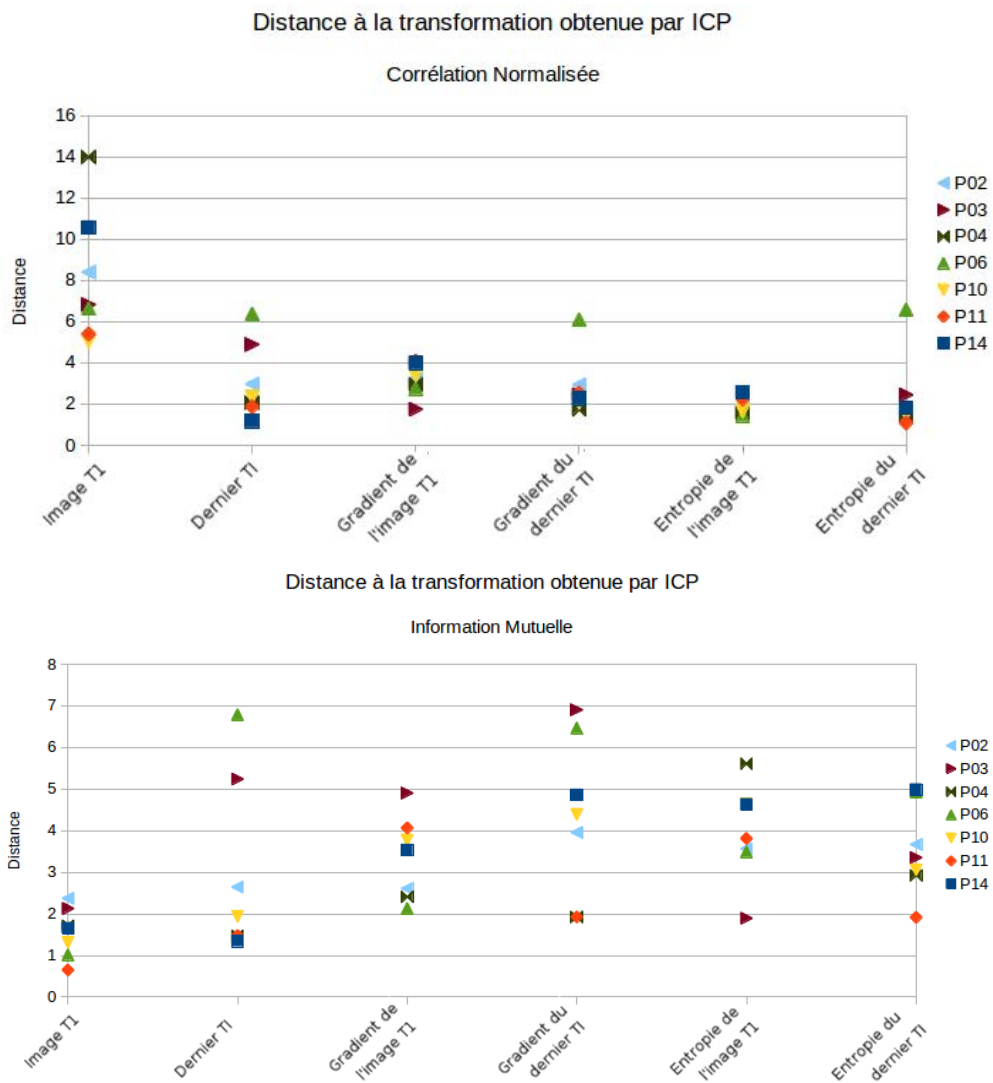 Distance à la transformation obtenue par ICP
Corrélation Normalisée
16
14
12
10
8
6
4
2
0
Distance
Image T1
Dernier TI
Gradient de
l'image T1
Gradient du
dernier TI
Entropie de
l'image T1
Entropie du
dernier TI
P02
P03
P04
P06
P10
P11
P14
Distance à la transformation obtenue par ICP
Information Mutuelle
8
7
6
5
4
3
2
1
0
Distance
Image T1
Dernier TI
Gradient de
l'image T1
Gradient du
dernier TI
Entropie de
l'image T1
Entropie du
dernier TI
P02
P03
P04
P06
P10
P11
P14